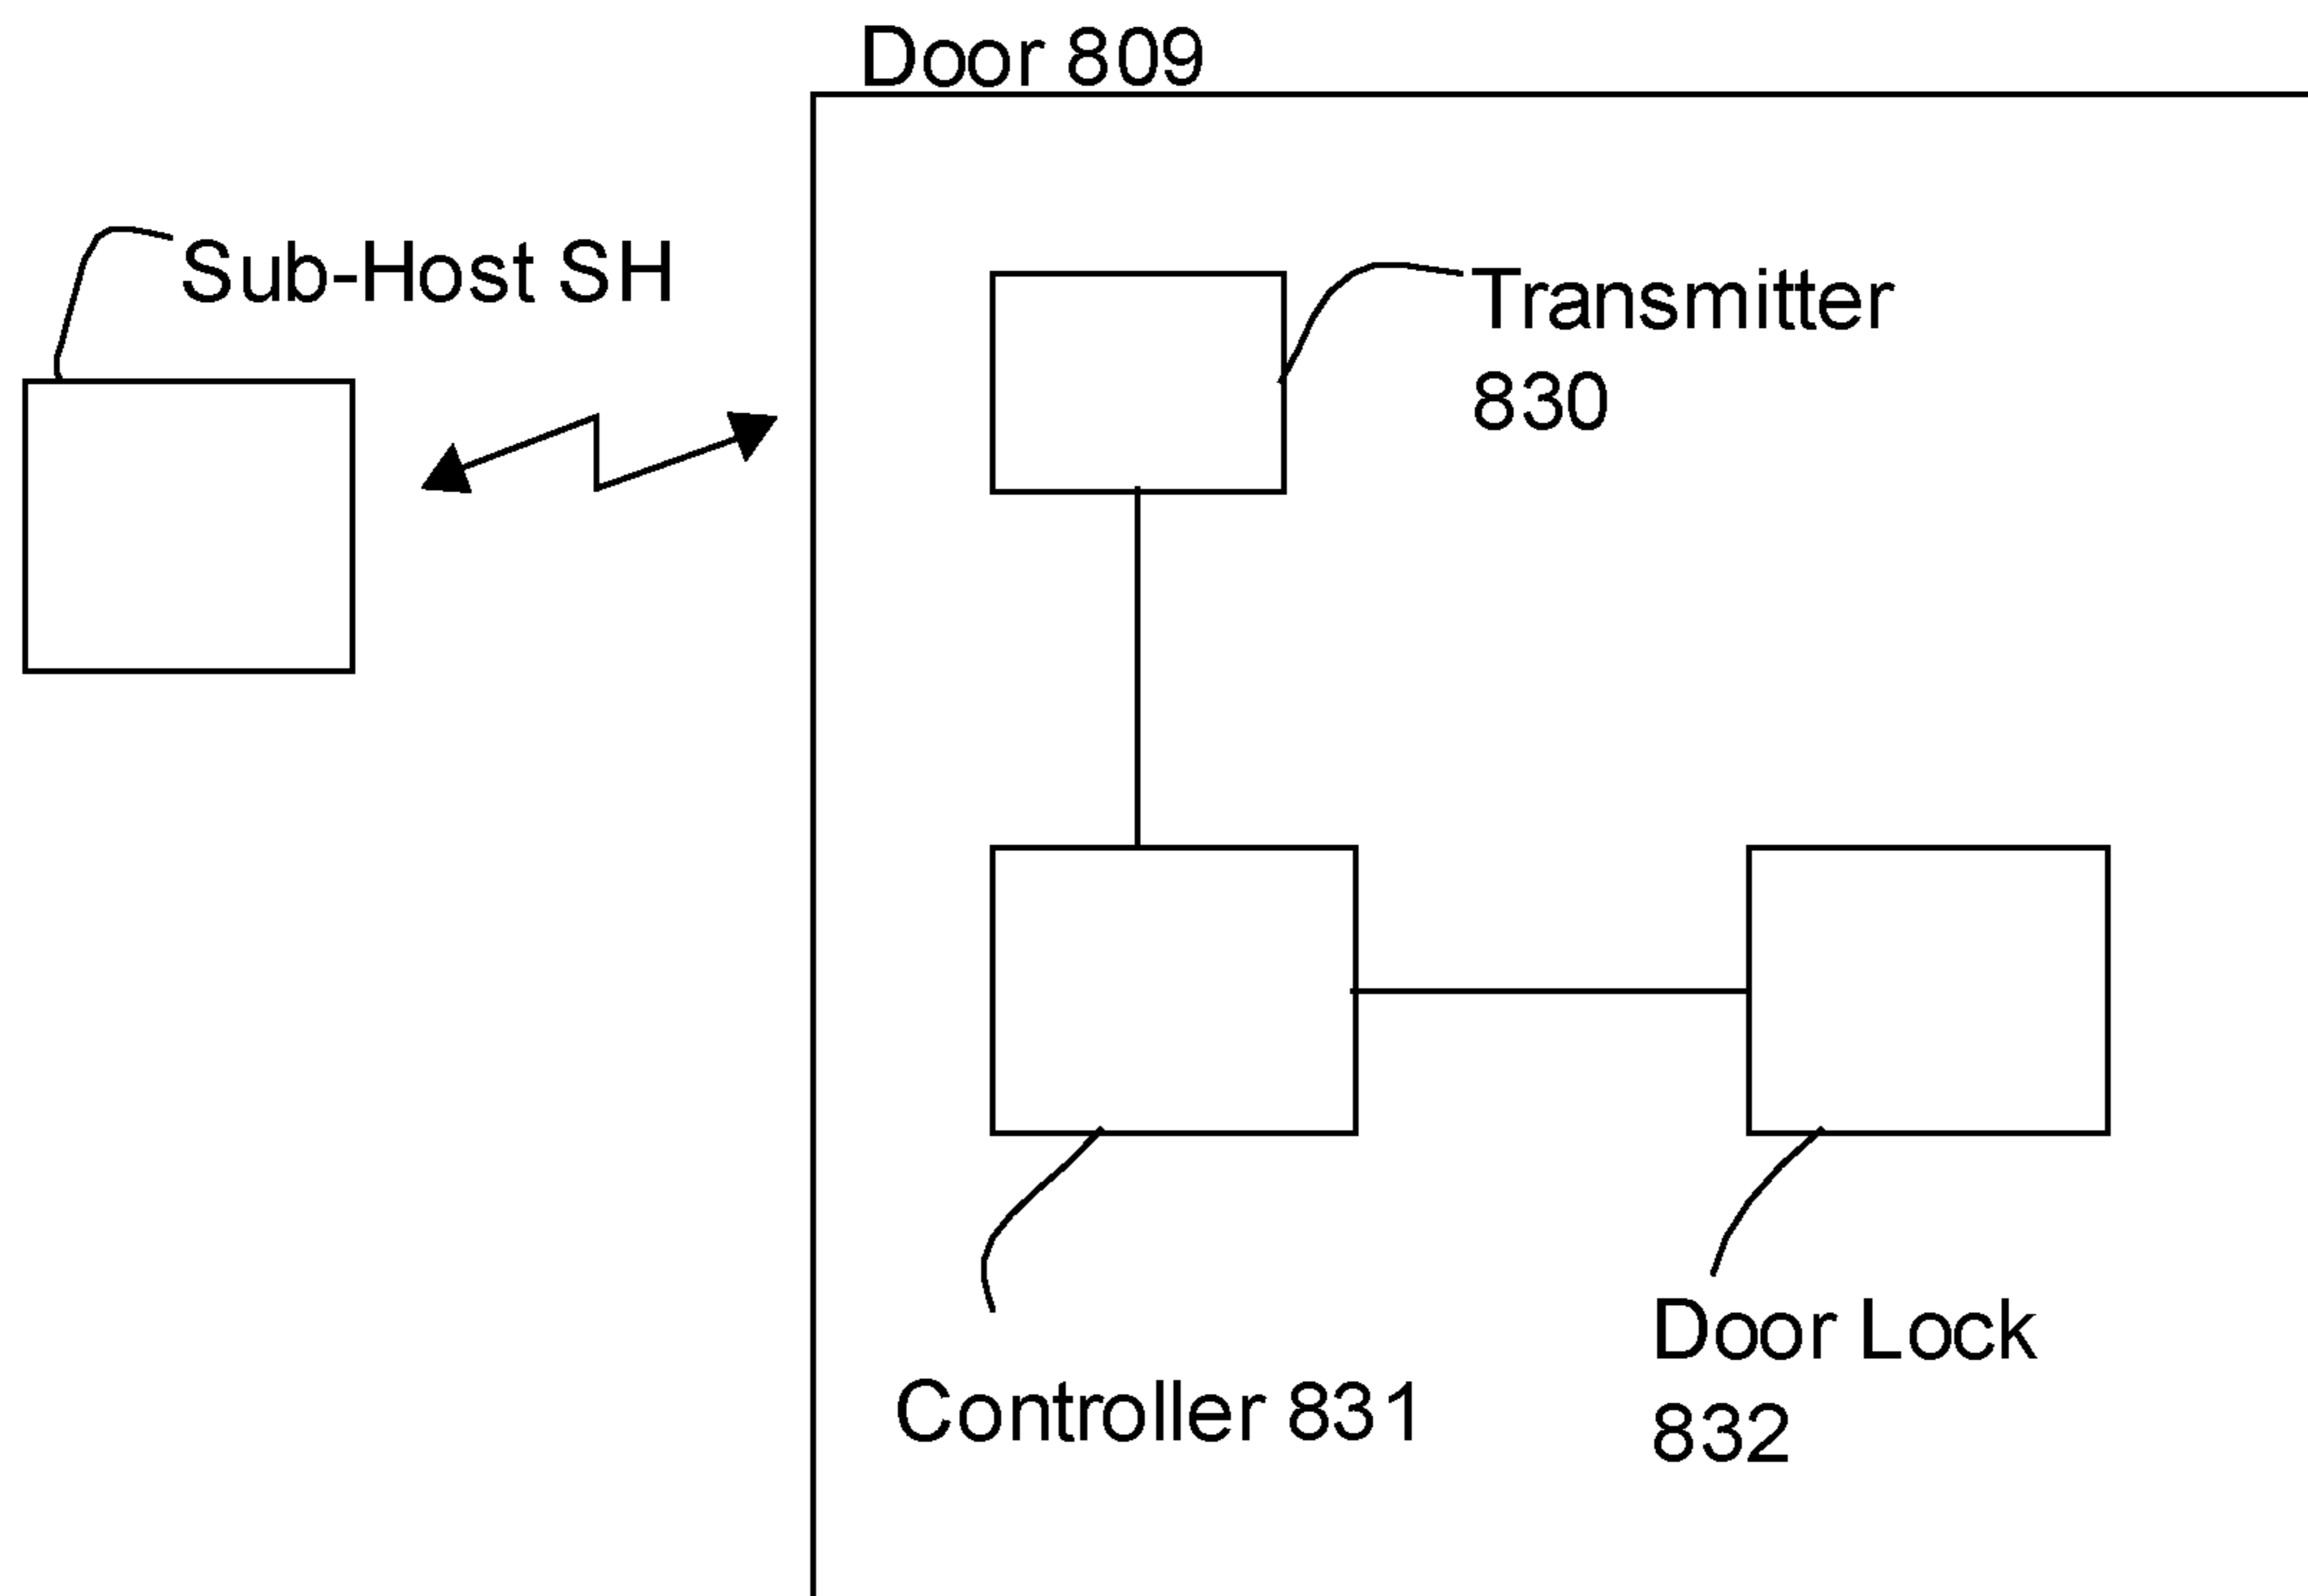 Door 809
Sub-Host SH
Transmitter
830
Controller 831
Door Lock
832